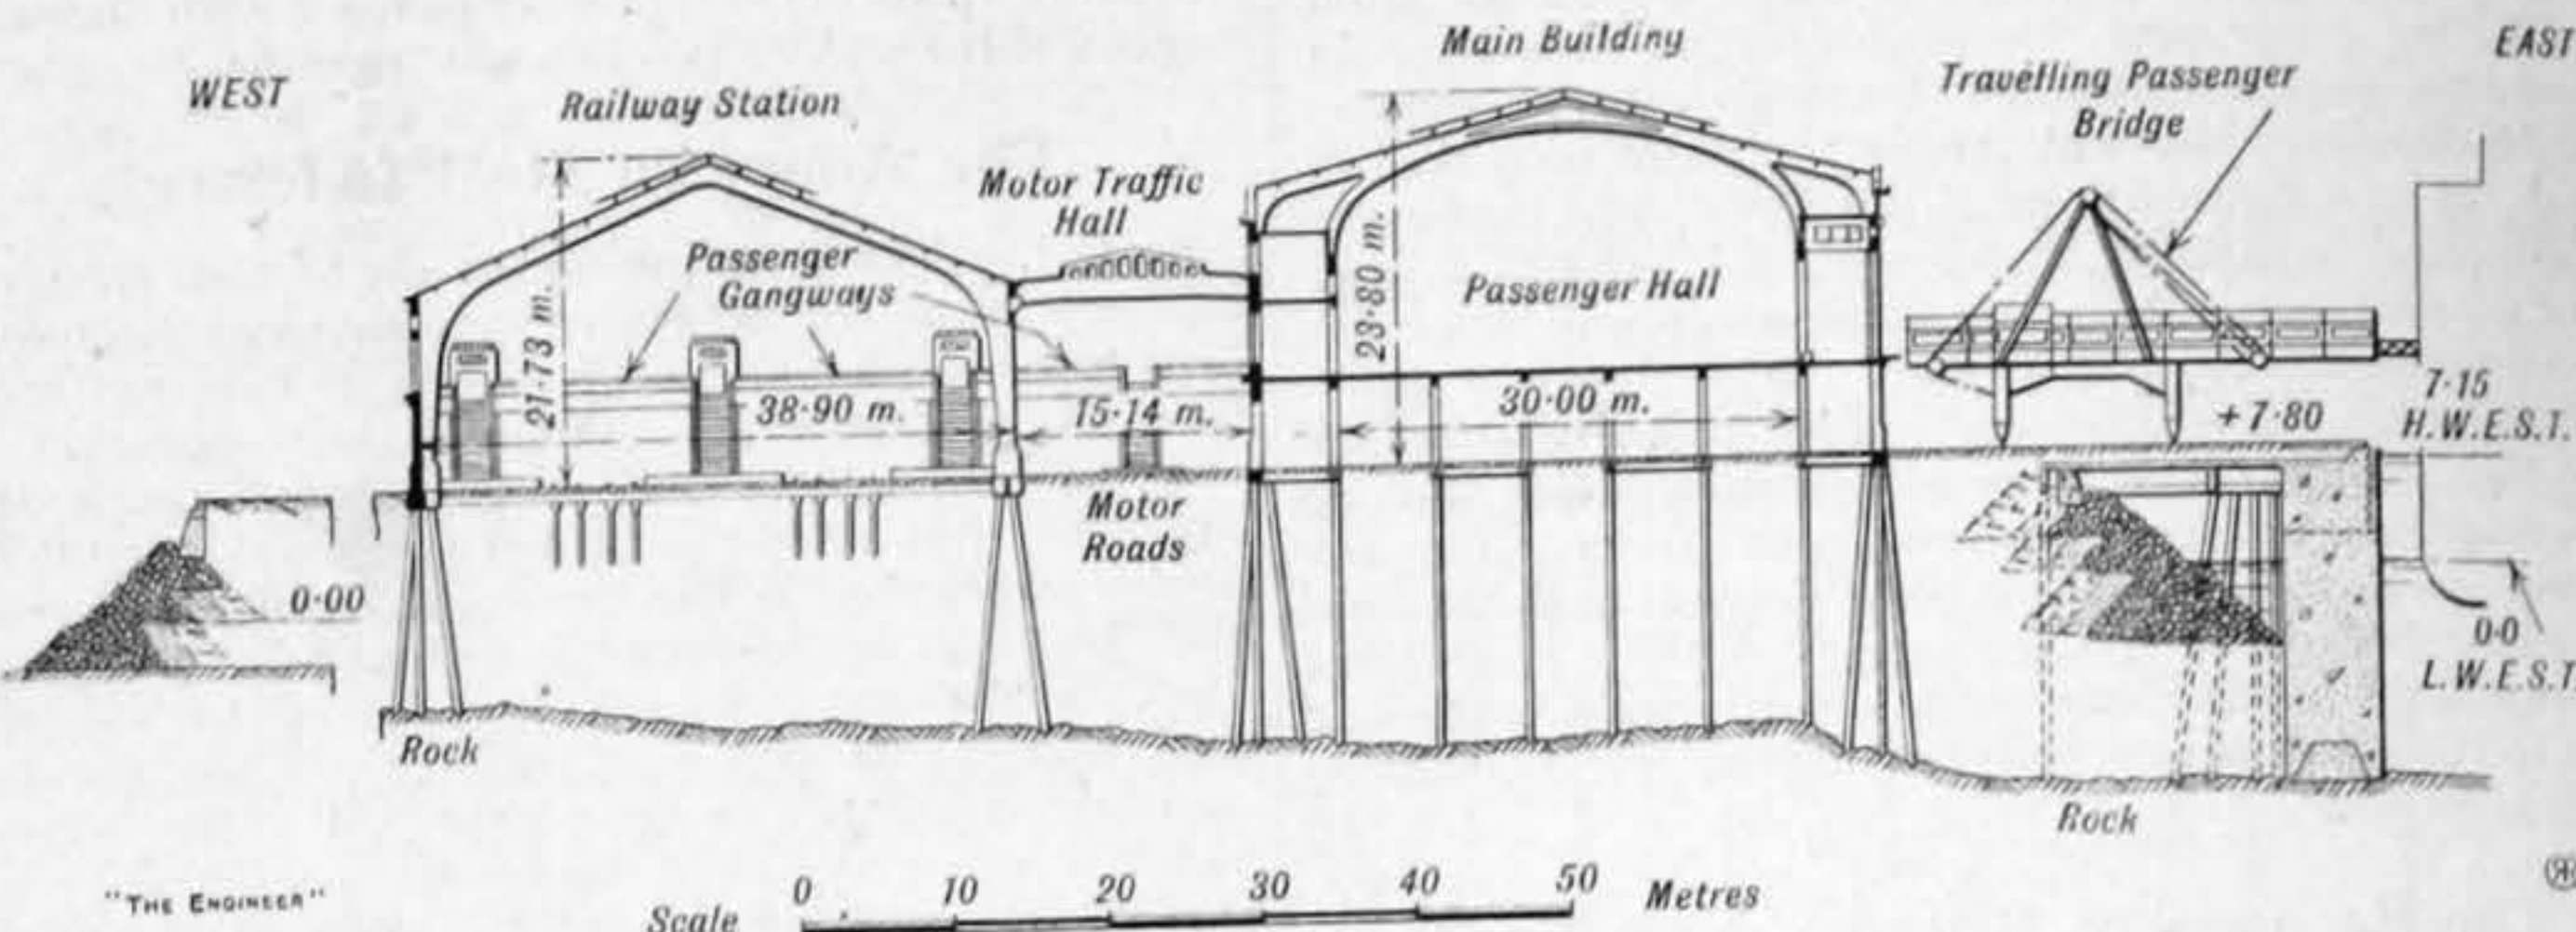 Main Building
EAST
WEST
Railway Station
Travelling Passenger
Bridge
Motor Traffic
Hall
Passenger
Gangways
21·73 m.
23·80 m.
Passenger Hall
38·90 m.
15·14 m.
30·00 m.
+7·80
7·15
H.W.E.S.T.
Motor
Roads
0·00
0·0
L.W.E.S.T
Rock
Rock
"THE ENGINEER"
Scale
0 10 20 30 40 50
Metres